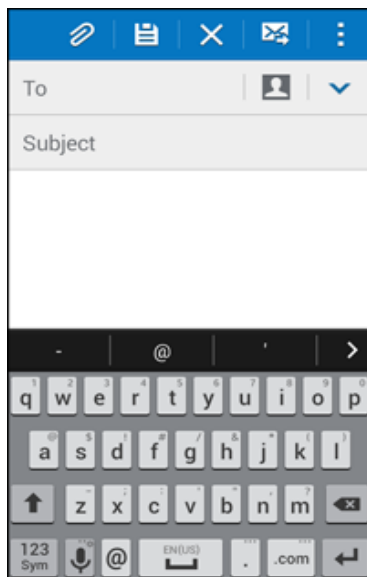 To
Subject
- @ '
1 2 3 4 5 6 7 8 9 0
q w e r t y u i o p
@ $ ! # / & * ( )
a s d f g h j k l
- ; : , ?
z x c v b n m
123 EN(US)
Sym @ . .com